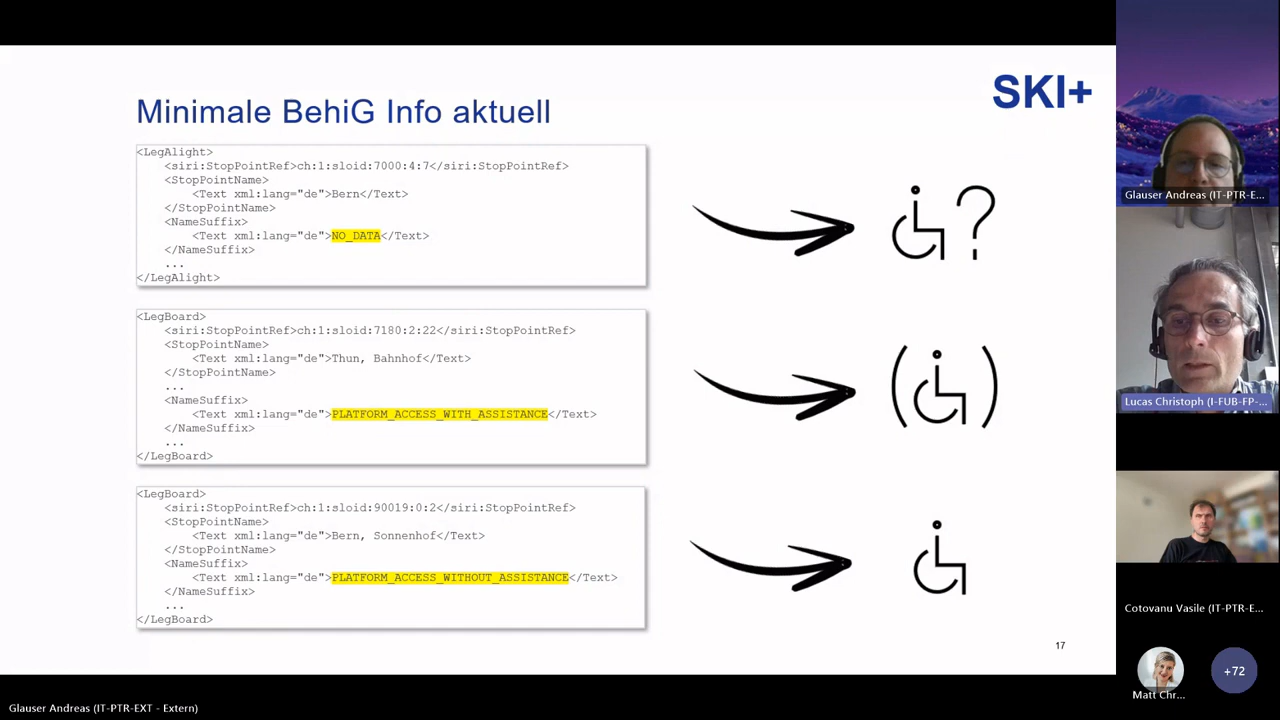 SKI+
Minimale BehiG Info aktuell
<LegAlight>
<siri:StopPointRef>ch:1:sloid:7000:4:7</siri:StopPointRef>
<StopPointName>
<Text xml:lang="de">Bern</Text>
</StopPointName>
<NameSuffix>
<Text xml:lang="de">NO_DATA</Text>
</NameSuffix>
...
</LegAlight>
?
<LegBoard>
<siri:StopPointRef>ch:1:sloid:7180:2:22</siri:StopPointRef>
<StopPointName>
<Text xml:lang="de">Thun, Bahnhof</Text>
</StopPointName>
...
<NameSuffix>
<Text xml:lang="de">PLATFORM_ACCESS_WITH_ASSISTANCE</Text>
</NameSuffix>
...
</LegBoard>
( )
<LegBoard>
<siri:StopPointRef>ch:1:sloid:90019:0:2</siri:StopPointRef>
<StopPointName>
<Text xml:lang="de">Bern, Sonnenhof</Text>
</StopPointName>
<NameSuffix>
<Text xml:lang="de">PLATFORM_ACCESS_WITHOUT_ASSISTANCE</Text>
</NameSuffix>
...
</LegBoard>
17
Glauser Andreas (IT-PTR-E...
Lucas Christoph (I-FUB-FP-...
Cotovanu Vasile (IT-PTR-E...
Matt Chr...
+72
Glauser Andreas (IT-PTR-EXT - Extern)